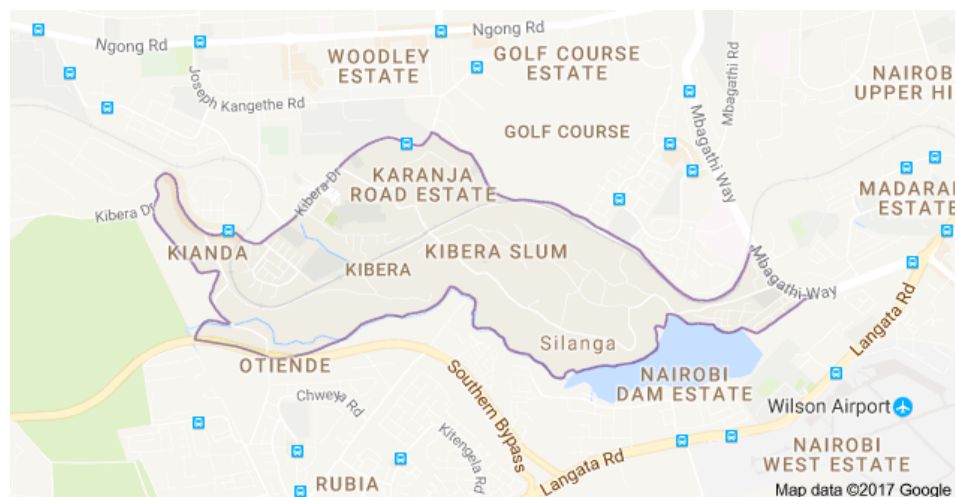 Ngong Rd
Ngong Rd
WOODLEY
ESTATE
GOLF COURSE
ESTATE
Mbagathi Rd
NAIROB
UPPER HI
Joseph Kangethe Rd
GOLF COURSE
Mbagathi Way
KARANJA
ROAD ESTATE
MADARA
ESTATE
Kibera Dr
Kibera Dr
KIANDA
KIBERA SLUM
KIBERA
Mbagathi Way
Langata Rd
Silanga
OTIENDE
NAIROBI
DAM ESTATE
Southern Bypass
Chweya Rd
Wilson Airport
Kitengela Rd
NAIROBI
WEST ESTATE
Langata Rd
RUBIA
Map data ©2017 Google